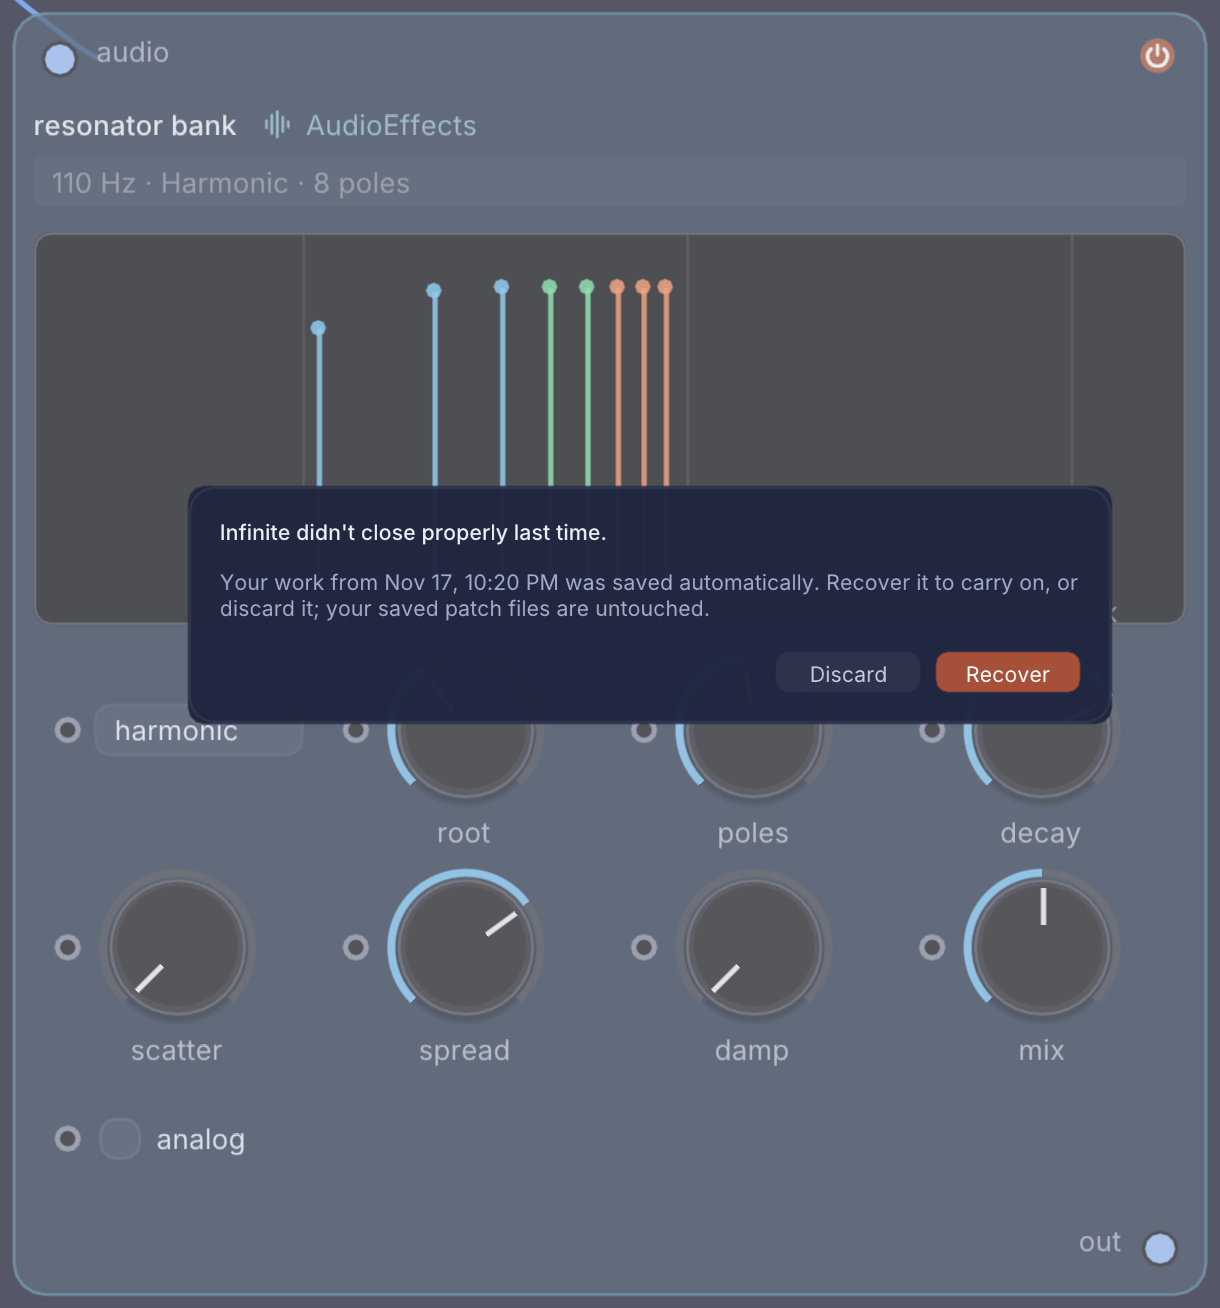 audio
resonator bank AudioEffects
110 Hz · Harmonic · 8 poles
Infinite didn't close properly last time.
Your work from Nov 17, 10:20 PM was saved automatically. Recover it to carry on, or
discard it; your saved patch files are untouched.
Discard Recover
harmonic
root poles decay
scatter spread damp mix
analog
out